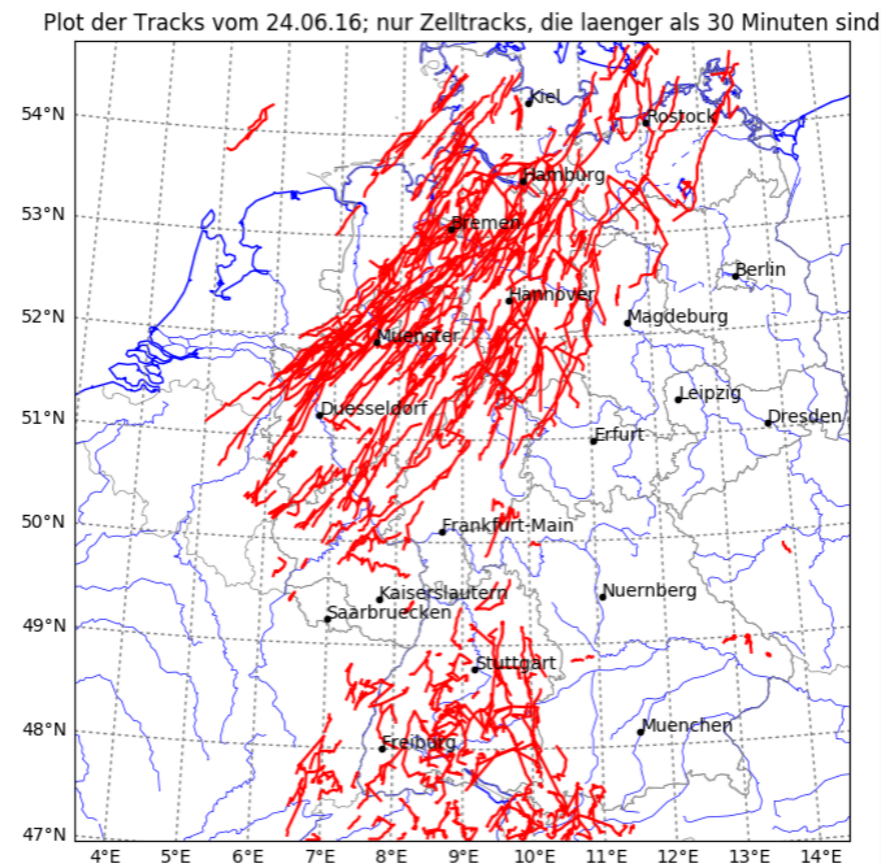 Plot der Tracks vom 24.06.16; nur Zelltracks, die laenger als 30 Minuten sind
54°N
Kiel
Rostock
Hamburg
53°N
Bremen
Berlin
Hannover
52°N
Magdeburg
Muenster
Leipzig
51°N
Duesseldorf
Dresden
Erfurt
50°N
Frankfurt-Main
Kaiserslautern
Nuernberg
49°N
Saarbruecken
Stuttgart
48°N
Muenchen
Freiburg
47°N
4°E 5°E 6°E 7°E 8°E 9°E 10°E 11°E 12°E 13°E 14°E